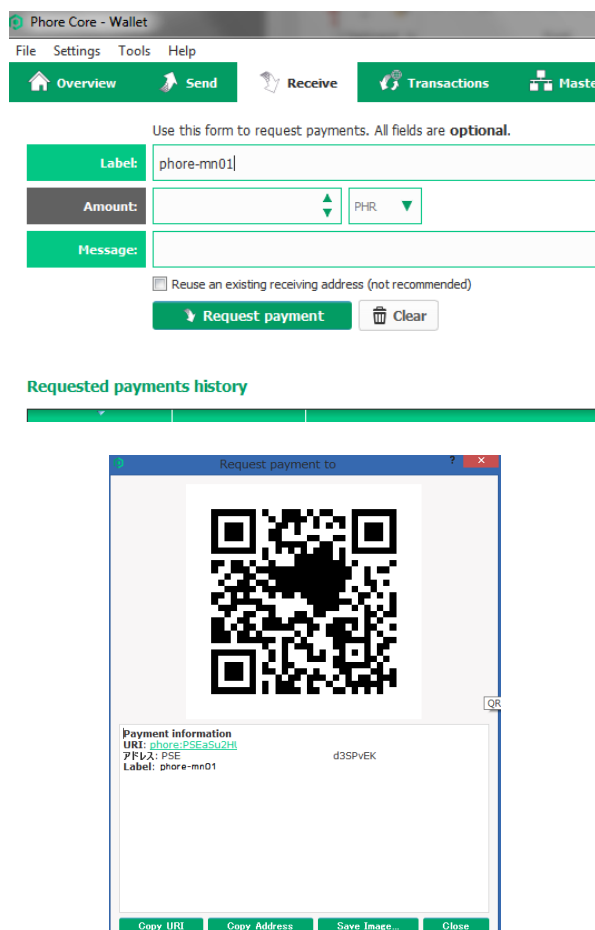 Phore Core - Wallet
File Settings Tools Help
Overview Send Receive Transactions Maste
Use this form to request payments. All fields are optional.
Label: phore-mn01
Amount: PHR
Message:
Reuse an existing receiving address (not recommended)
Request payment Clear
Requested payments history
Request payment to ?
QR
Payment information
URI: phore:PSEaSu2H
アドレス: PSE d3SPvEK
Label: phore-mn01
Copy URI Copy Address Save Image... Close